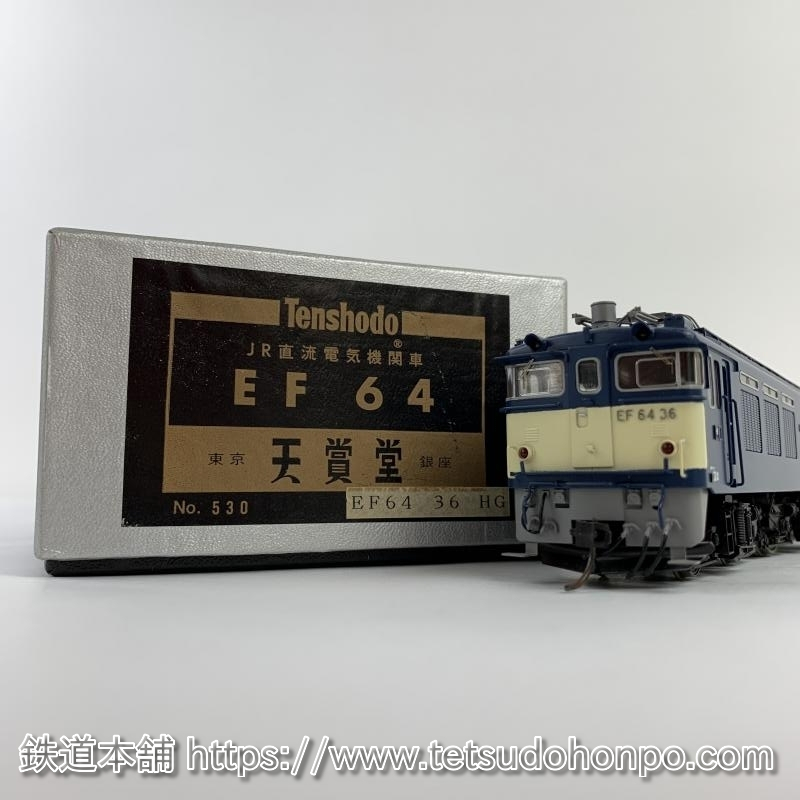 Tenshodo®
JR直流電気機関車
EF 64
東京 天賞堂 銀座
No. 530
EF64 36 HG
EF 64 36
鉄道本舗 https://www.tetsudohonpo.com/